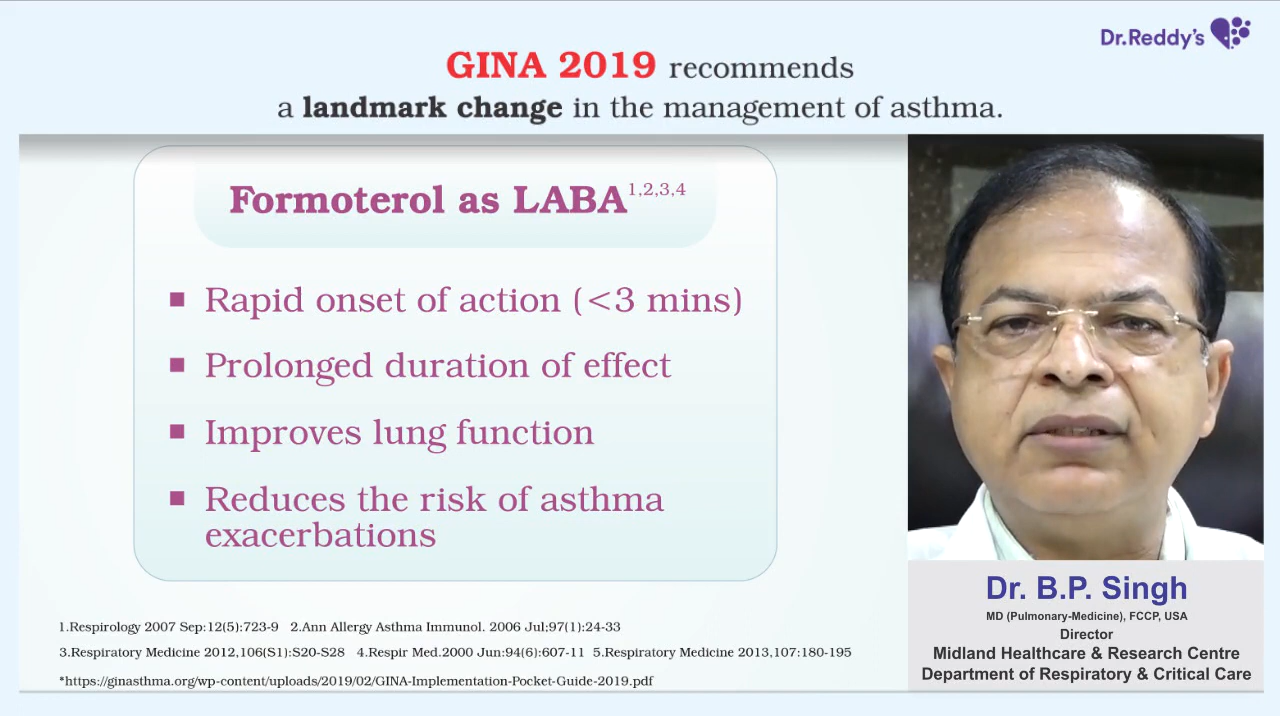 Dr.Reddy's
GINA 2019 recommends
a landmark change in the management of asthma.
Formoterol as LABA1,2,3,4
■ Rapid onset of action (<3 mins)
■ Prolonged duration of effect
■ Improves lung function
■ Reduces the risk of asthma
exacerbations
1.Respirology 2007 Sep:12(5):723-9 2.Ann Allergy Asthma Immunol. 2006 Jul;97(1):24-33
3.Respiratory Medicine 2012,106(S1):S20-S28 4.Respir Med.2000 Jun:94(6):607-11 5.Respiratory Medicine 2013,107:180-195
*https://ginasthma.org/wp-content/uploads/2019/02/GINA-Implementation-Pocket-Guide-2019.pdf
Dr. B.P. Singh
MD (Pulmonary-Medicine), FCCP, USA
Director
Midland Healthcare & Research Centre
Department of Respiratory & Critical Care